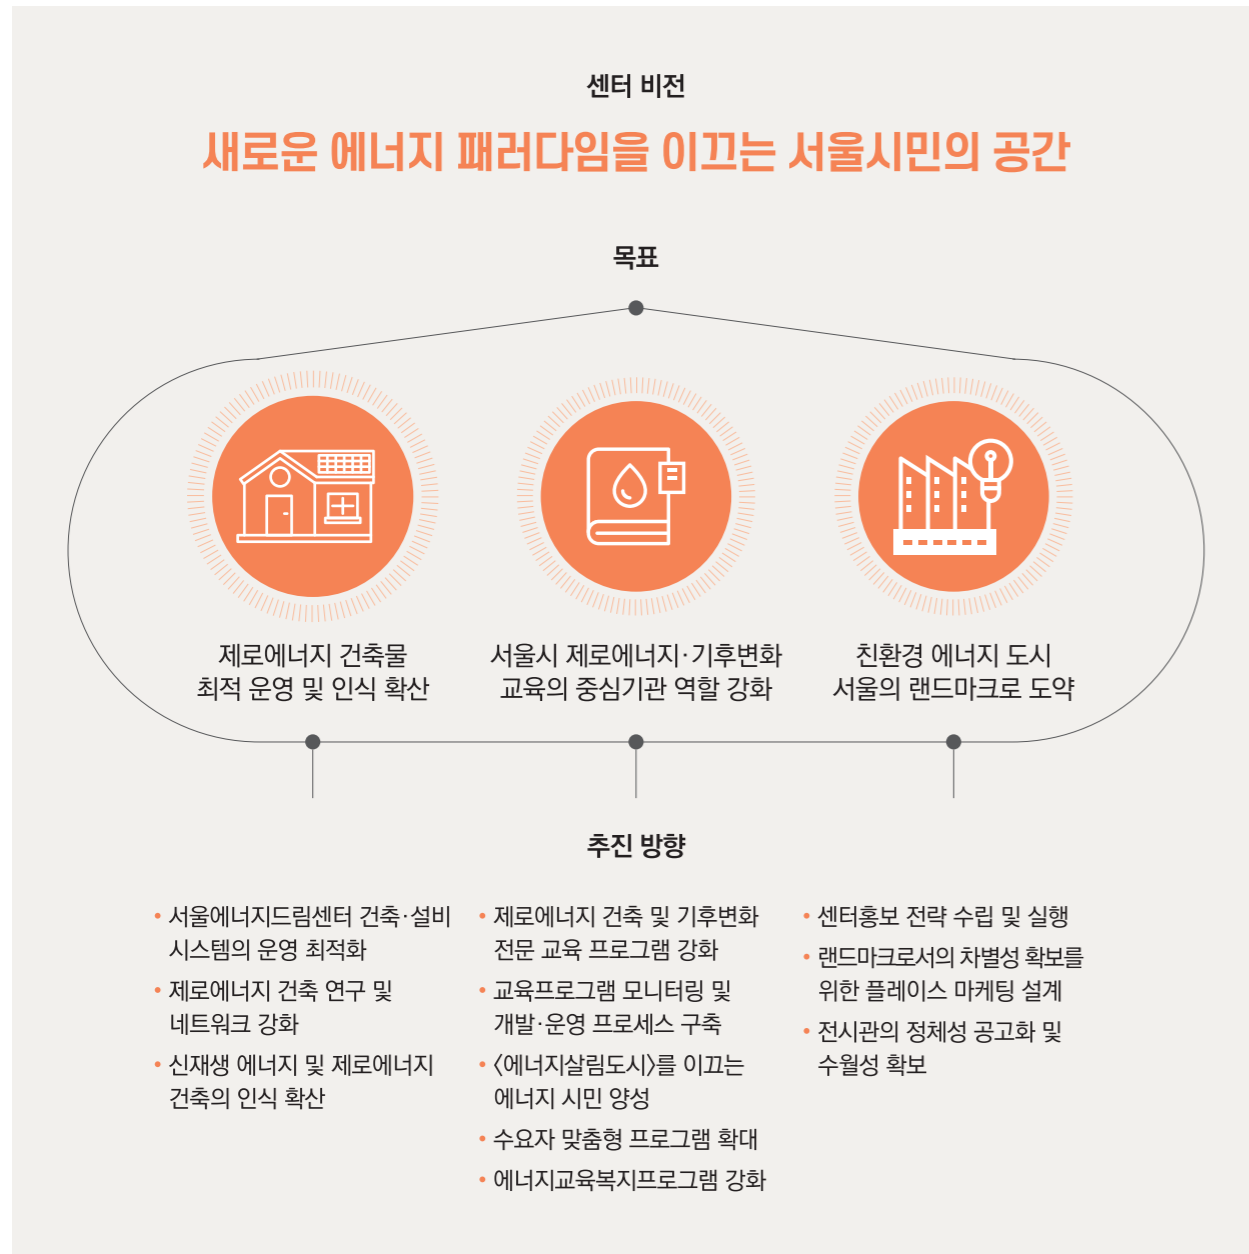 센터 비전
새로운 에너지 패러다임을 이끄는 서울시민의 공간
목표
제로에너지 건축물
최적 운영 및 인식 확산
서울시 제로에너지·기후변화
교육의 중심기관 역할 강화
친환경 에너지 도시
서울의 랜드마크로 도약
추진 방향
• 서울에너지드림센터 건축·설비
시스템의 운영 최적화
• 제로에너지 건축 연구 및
네트워크 강화
• 신재생 에너지 및 제로에너지
건축의 인식 확산
• 제로에너지 건축 및 기후변화
전문 교육 프로그램 강화
• 교육프로그램 모니터링 및
개발·운영 프로세스 구축
• 〈에너지살림도시〉를 이끄는
에너지 시민 양성
• 수요자 맞춤형 프로그램 확대
• 에너지교육복지프로그램 강화
• 센터홍보 전략 수립 및 실행
• 랜드마크로서의 차별성 확보를
위한 플레이스 마케팅 설계
• 전시관의 정체성 공고화 및
수월성 확보